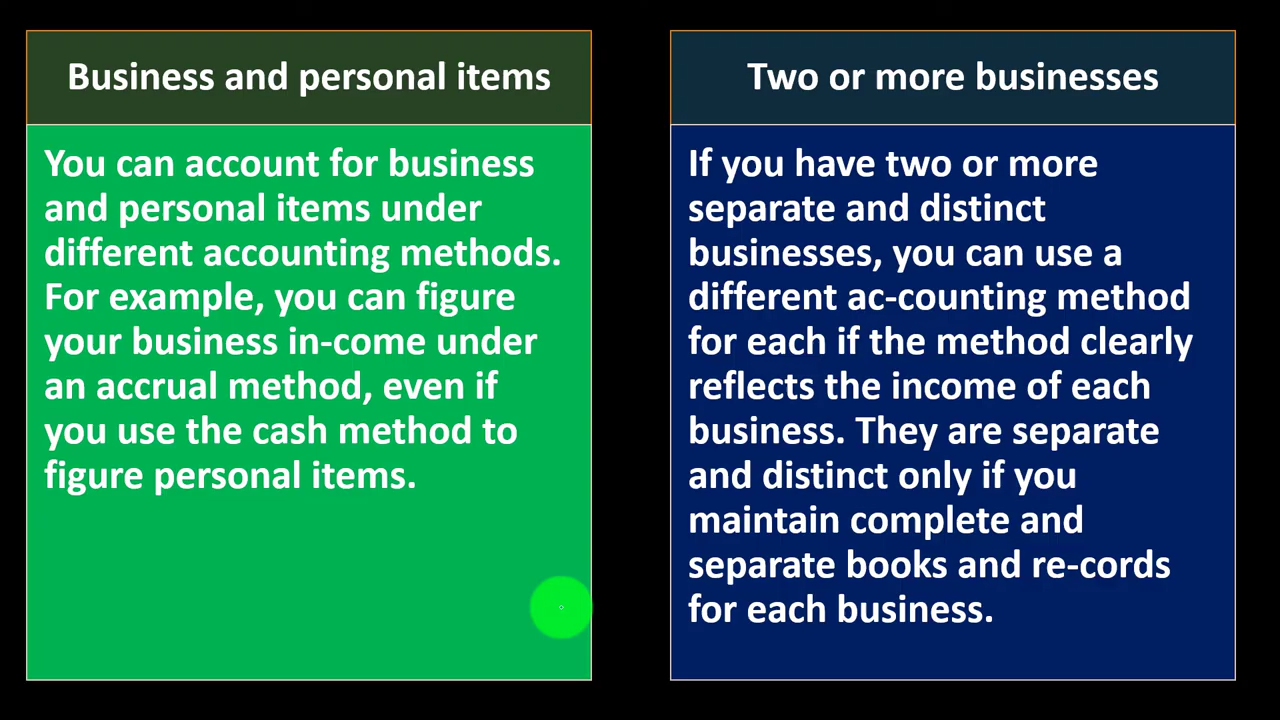 Business and personal items
You can account for business
and personal items under
different accounting methods.
For example, you can figure
your business in-come under
an accrual method, even if
you use the cash method to
figure personal items.
Two or more businesses
If you have two or more
separate and distinct
businesses, you can use a
different ac-counting method
for each if the method clearly
reflects the income of each
business. They are separate
and distinct only if you
maintain complete and
separate books and re-cords
for each business.